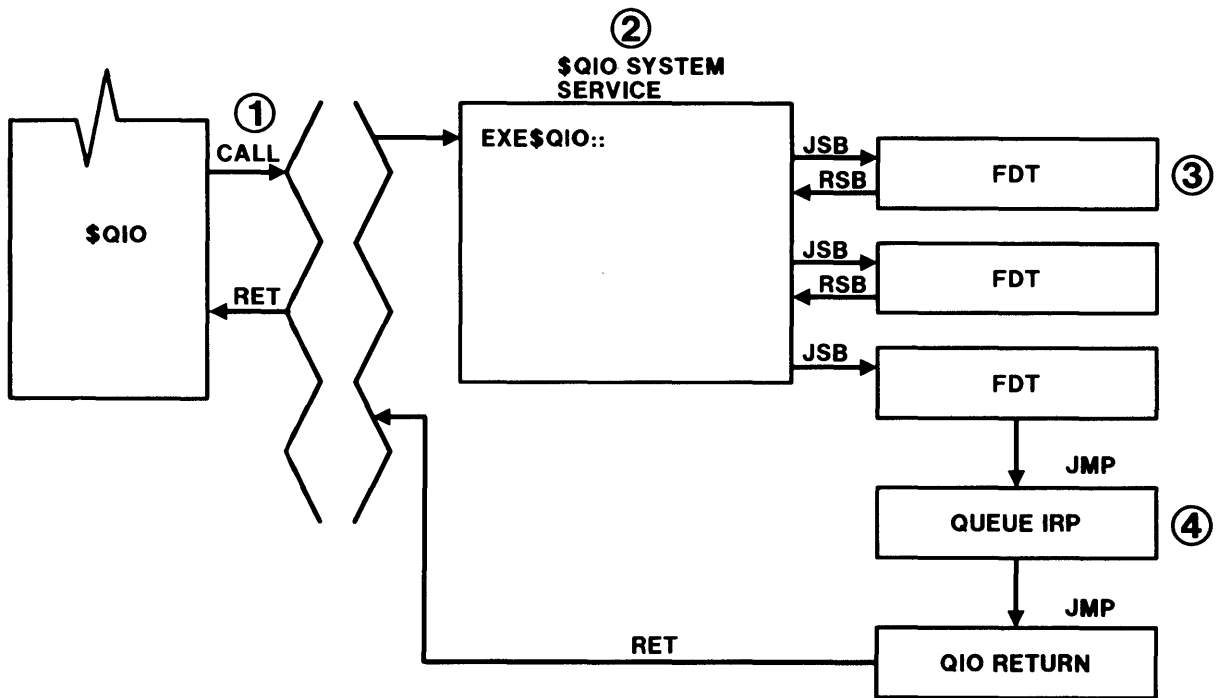 ②
$QIO SYSTEM
SERVICE
①
CALL
EXE$QIO::
JSB
RSB
FDT
③
$QIO
JSB
RSB
FDT
RET
JSB
FDT
JMP
QUEUE IRP
④
JMP
RET
QIO RETURN